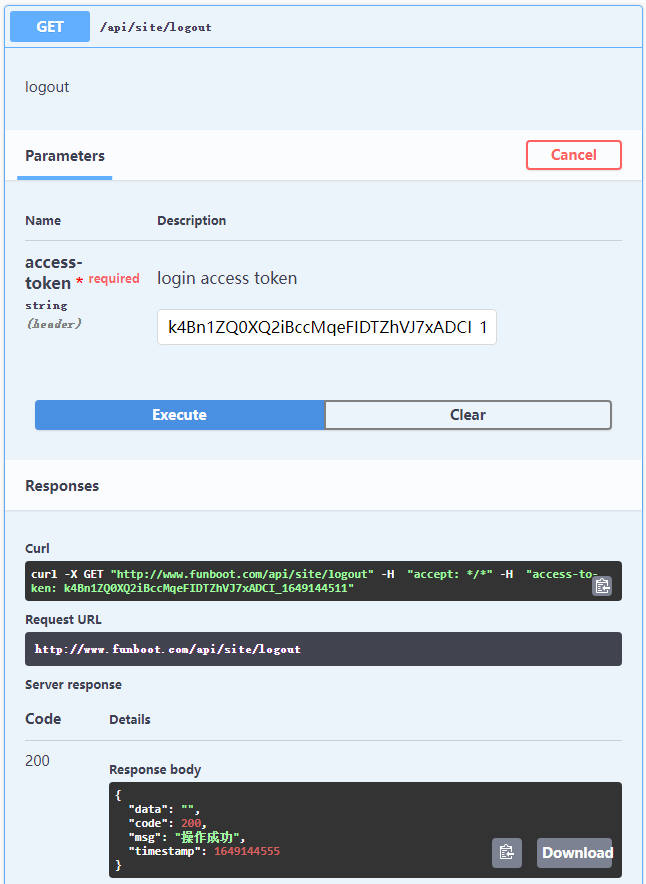 GET /api/site/logout
logout
Parameters
Cancel
Name Description
access-
token * required
string
(header)
login access token
k4Bn1ZQ0XQ2iBccMqeFIDTZhVJ7xADCI_1
Execute
Clear
Responses
Curl
curl -X GET "http://www.funboot.com/api/site/logout" -H "accept: */*" -H "access-to-
ken: k4Bn1ZQ0XQ2iBccMqeFIDTZhVJ7xADCI_1649144511"
Request URL
http://www.funboot.com/api/site/logout
Server response
Code Details
200
Response body
{
"data": "",
"code": 200,
"msg": "操作成功",
"timestamp": 1649144555
}
Download